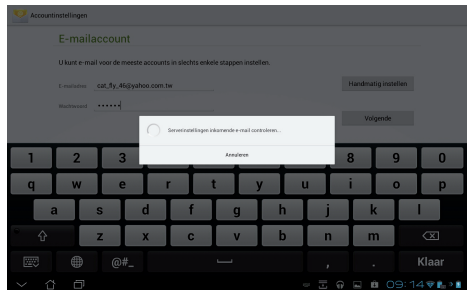 Accountinstellingen
E-mailaccount
U kunt e-mail voor de meeste accounts in slechts enkele stappen instellen.
E-mailadres cat_fly_46@yahoo.com.tw Handmatig instellen
Wachtwoord ••••••
Volgende
Serverinstellingen inkomende e-mail controleren...
Annuleren
1 2 3 8 9 0
q w e r t y u i o p
a s d f g h j k l
z x c v b n m
@#_ , . Klaar
09:14